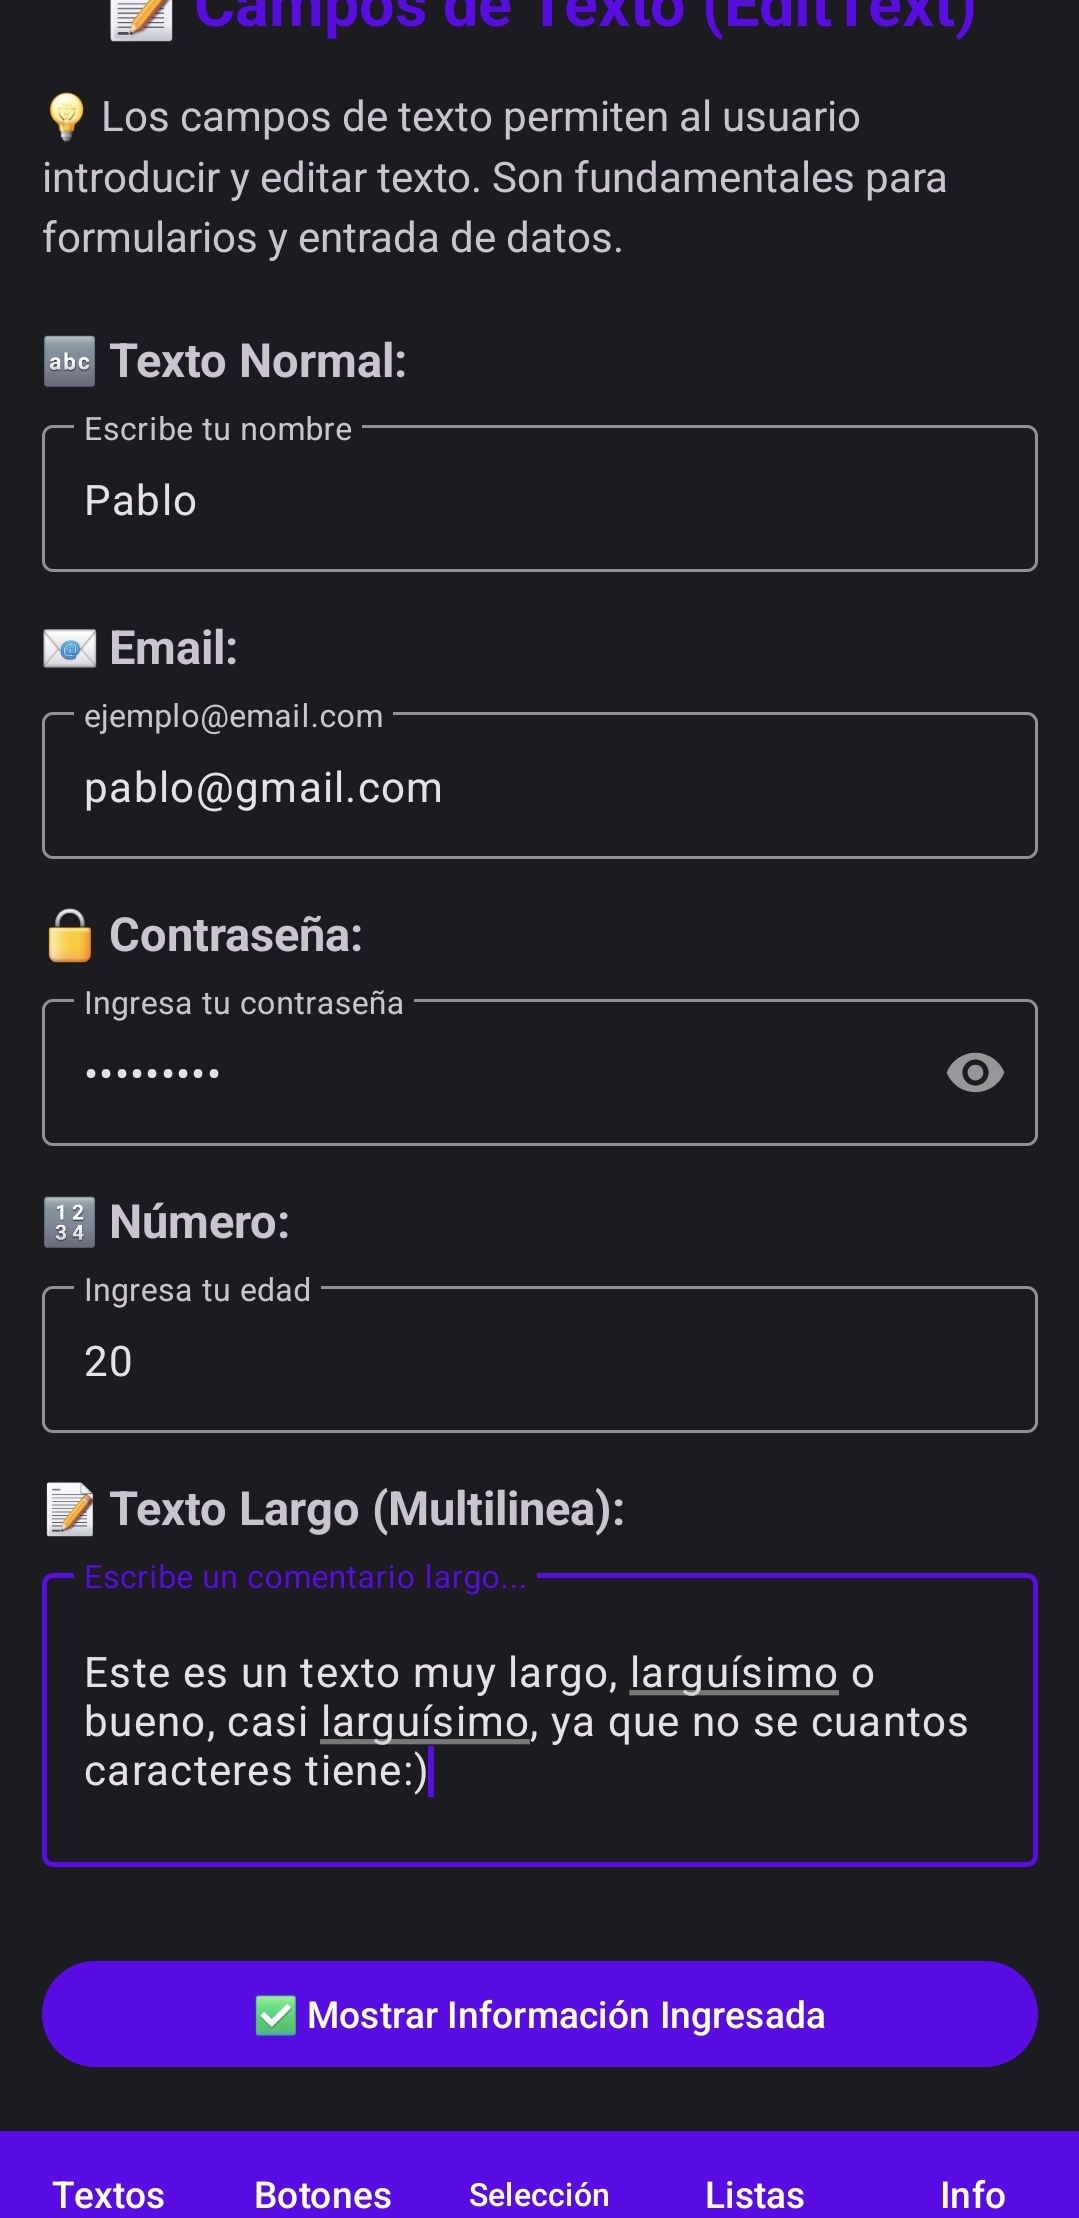 Campos de Texto (EditText)
Los campos de texto permiten al usuario
introducir y editar texto. Son fundamentales para
formularios y entrada de datos.
abc Texto Normal:
Escribe tu nombre
Pablo
Email:
ejemplo@email.com
pablo@gmail.com
Contraseña:
Ingresa tu contraseña
•••••••••
1234 Número:
Ingresa tu edad
20
Texto Largo (Multilinea):
Escribe un comentario largo...
Este es un texto muy largo, larguísimo o
bueno, casi larguísimo, ya que no se cuantos
caracteres tiene:)
Mostrar Información Ingresada
Textos Botones Selección Listas Info